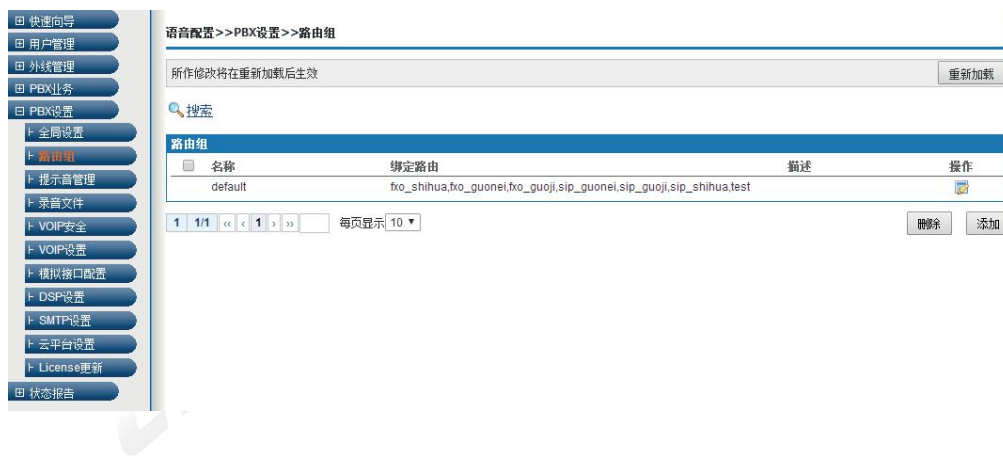 快速向导
用户管理
外线管理
PBX业务
PBX设置
全局设置
路由组
提示音管理
录音文件
VOIP安全
VOIP设置
模拟接口配置
DSP设置
SMTP设置
云平台设置
License更新
状态报告
语音配置>>PBX设置>>路由组
所作修改将在重新加载后生效 重新加载
搜索
路由组
名称 绑定路由 描述 操作
default fxo_shihua,fxo_guonei,fxo_guoji,sip_guonei,sip_guoji,sip_shihua,test
1 1/1 ‹‹ ‹ 1 › ›› 每页显示 10 ▼ 删除 添加